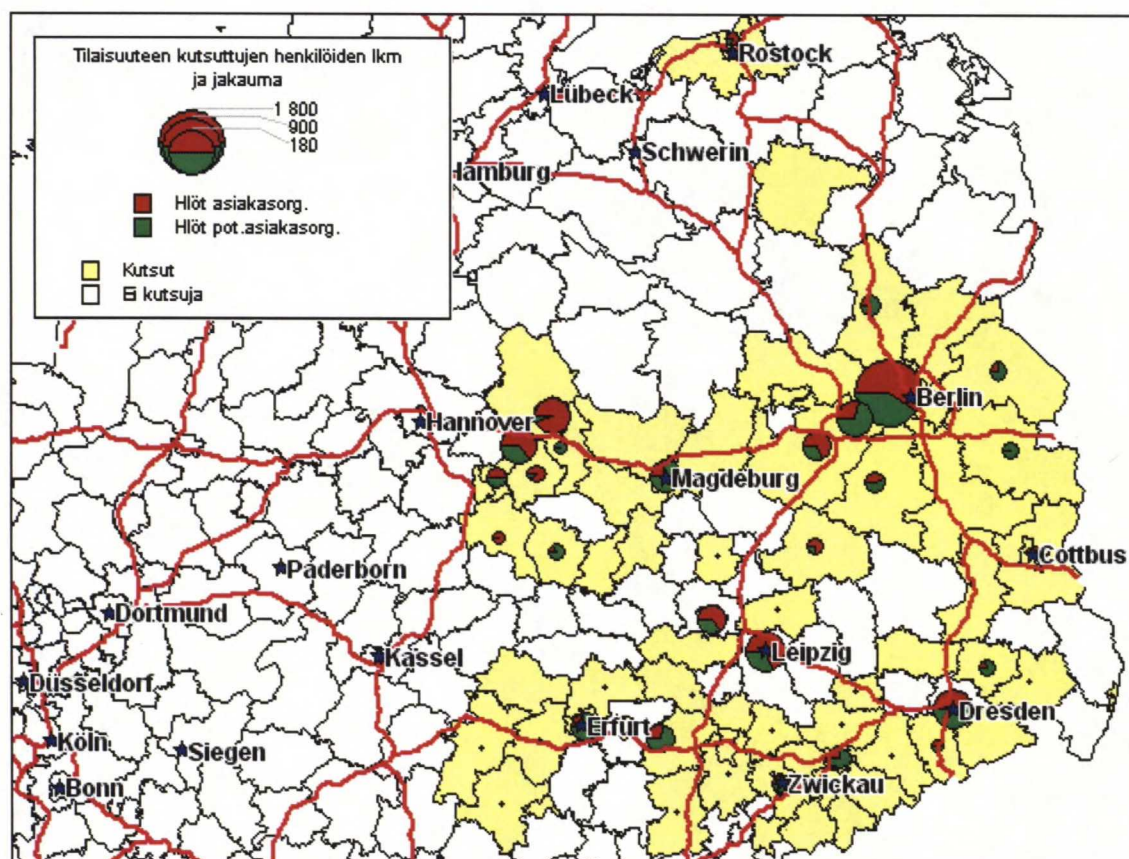 Tilaisuuteen kutsuttujen henkilöiden lkm
ja jakauma
1 800
900
180
Hlöt asiakasorg.
Hlöt pot.asiakasorg.
Kutsut
Ei kutsuja
Rostock
Lübeck
Schwerin
Hamburg
Berlin
Hannover
Magdeburg
Cottbus
Paderborn
Dortmund
Kassel
Leipzig
Düsseldorf
Dresden
Erfurt
Köln
Siegen
Bonn
Zwickau